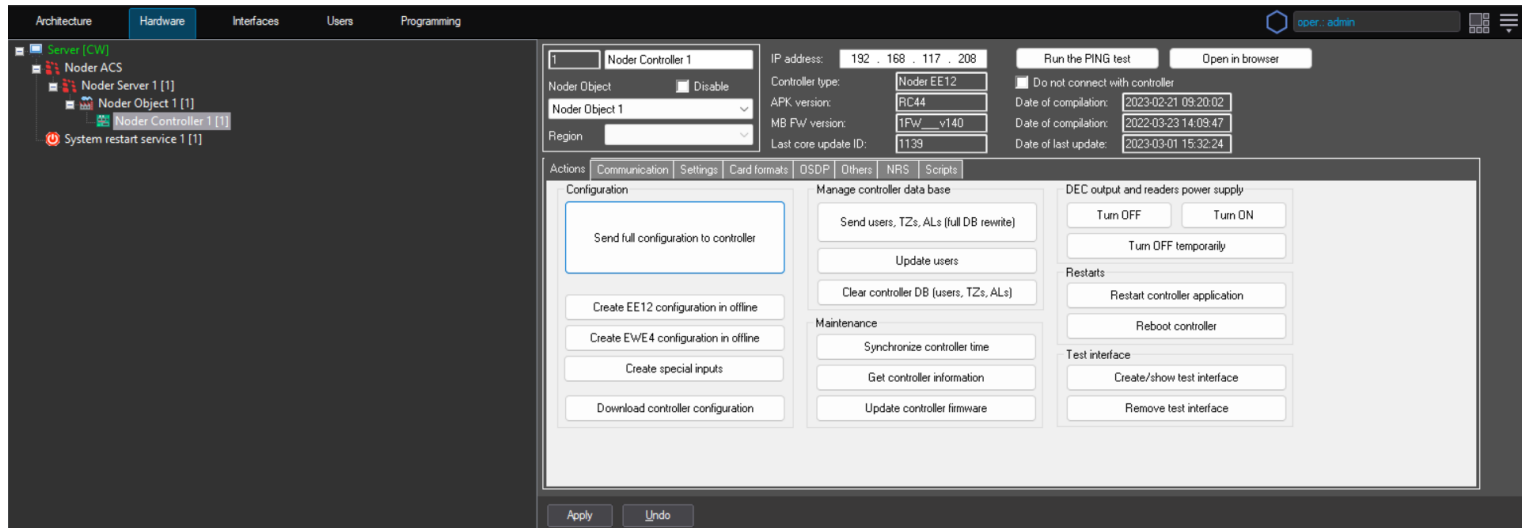 Architecture Hardware Interfaces Users Programming oper.: admin
Server [CW]
Noder ACS
Noder Server 1 [1]
Noder Object 1 [1]
Noder Controller 1 [1]
System restart service 1 [1]
1 Noder Controller 1
Noder Object Disable
Noder Object 1
Region
IP address: 192 . 168 . 117 . 208
Controller type: Noder EE12
APK version: RC44
MB FW version: 1FW___v140
Last core update ID: 1139
Run the PING test Open in browser
Do not connect with controller
Date of compilation: 2023-02-21 09:20:02
Date of compilation: 2022-03-23 14:09:47
Date of last update: 2023-03-01 15:32:24
Actions Communication Settings Card formats OSDP Others NRS Scripts
Configuration
Send full configuration to controller
Create EE12 configuration in offline
Create EWE4 configuration in offline
Create special inputs
Download controller configuration
Manage controller data base
Send users, TZs, ALs (full DB rewrite)
Update users
Clear controller DB (users, TZs, ALs)
Maintenance
Synchronize controller time
Get controller information
Update controller firmware
DEC output and readers power supply
Turn OFF Turn ON
Turn OFF temporarily
Restarts
Restart controller application
Reboot controller
Test interface
Create/show test interface
Remove test interface
Apply Undo